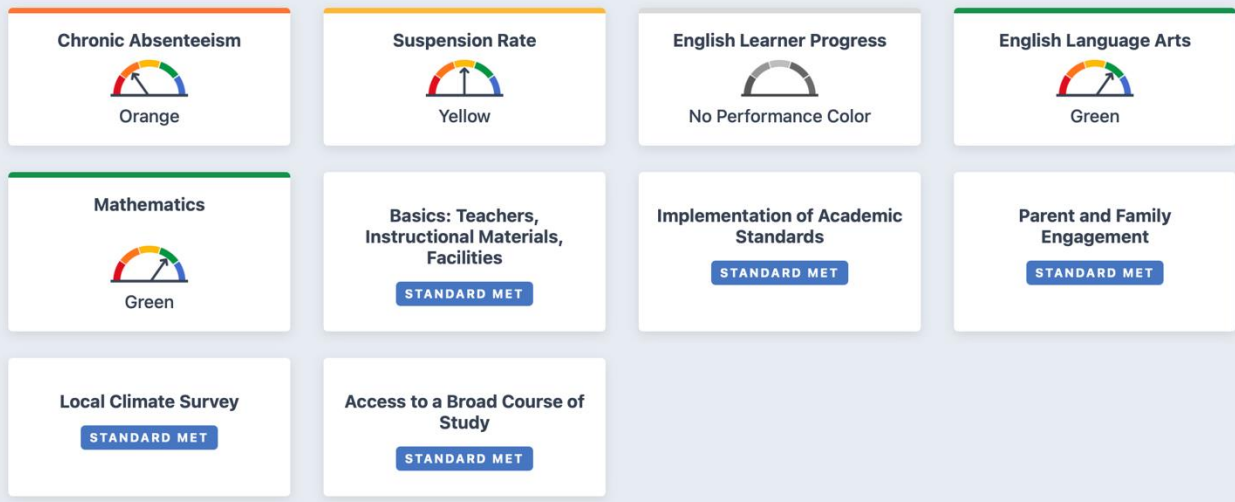 Chronic Absenteeism
Orange
Suspension Rate
Yellow
English Learner Progress
No Performance Color
English Language Arts
Green
Mathematics
Green
Basics: Teachers,
Instructional Materials,
Facilities
STANDARD MET
Implementation of Academic
Standards
STANDARD MET
Parent and Family
Engagement
STANDARD MET
Local Climate Survey
STANDARD MET
Access to a Broad Course of
Study
STANDARD MET